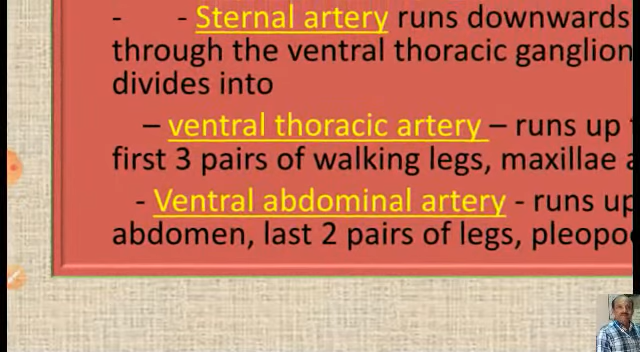 - - Sternal artery runs downwards
through the ventral thoracic ganglion
divides into
– ventral thoracic artery – runs up
first 3 pairs of walking legs, maxillae
- Ventral abdominal artery - runs up
abdomen, last 2 pairs of legs,